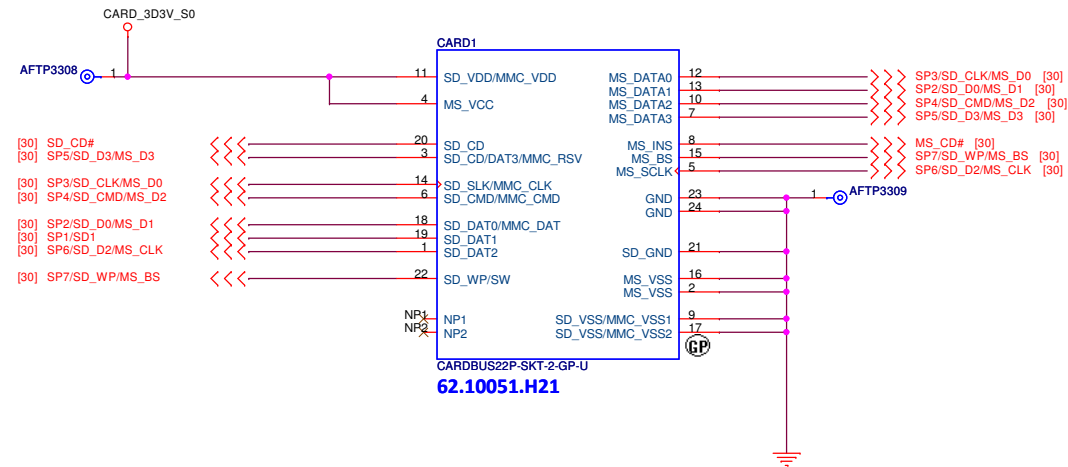 CARD_3D3V_S0
CARD1
AFTP3308 1 11 SD_VDD/MMC_VDD MS_DATA0 12 SP3/SD_CLK/MS_D0 [30]
MS_DATA1 13 SP2/SD_D0/MS_D1 [30]
4 MS_VCC MS_DATA2 10 SP4/SD_CMD/MS_D2 [30]
MS_DATA3 7 SP5/SD_D3/MS_D3 [30]
[30] SD_CD# 20 SD_CD MS_INS 8 MS_CD# [30]
[30] SP5/SD_D3/MS_D3 3 SD_CD/DAT3/MMC_RSV MS_BS 15 SP7/SD_WP/MS_BS [30]
MS_SCLK 5 SP6/SD_D2/MS_CLK [30]
[30] SP3/SD_CLK/MS_D0 14 SD_SLK/MMC_CLK
[30] SP4/SD_CMD/MS_D2 6 SD_CMD/MMC_CMD GND 23 1 AFTP3309
GND 24
[30] SP2/SD_D0/MS_D1 18 SD_DAT0/MMC_DAT
[30] SP1/SD1 19 SD_DAT1
[30] SP6/SD_D2/MS_CLK 1 SD_DAT2 SD_GND 21
[30] SP7/SD_WP/MS_BS 22 SD_WP/SW MS_VSS 16
MS_VSS 2
NP1 NP1 SD_VSS/MMC_VSS1 9
NP2 NP2 SD_VSS/MMC_VSS2 17
GP
CARDBUS22P-SKT-2-GP-U
62.10051.H21